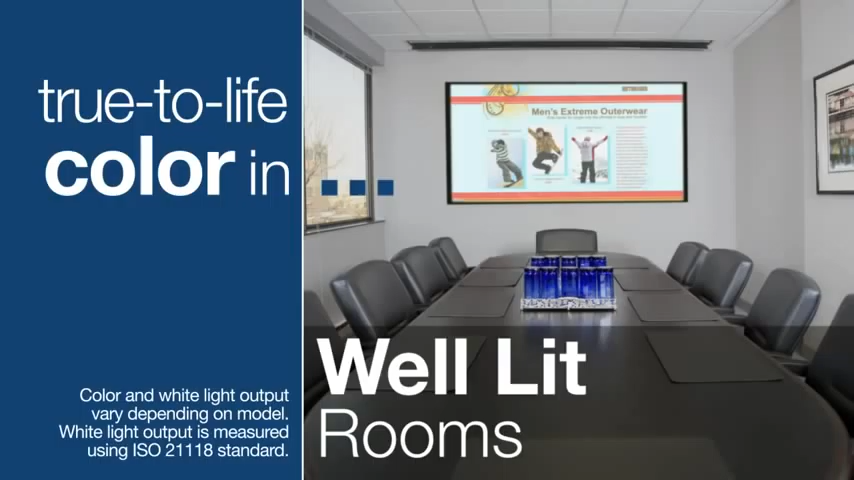 true-to-life
color in ...
Men's Extreme Outerwear
Well Lit
Rooms
Color and white light output
vary depending on model.
White light output is measured
using ISO 21118 standard.